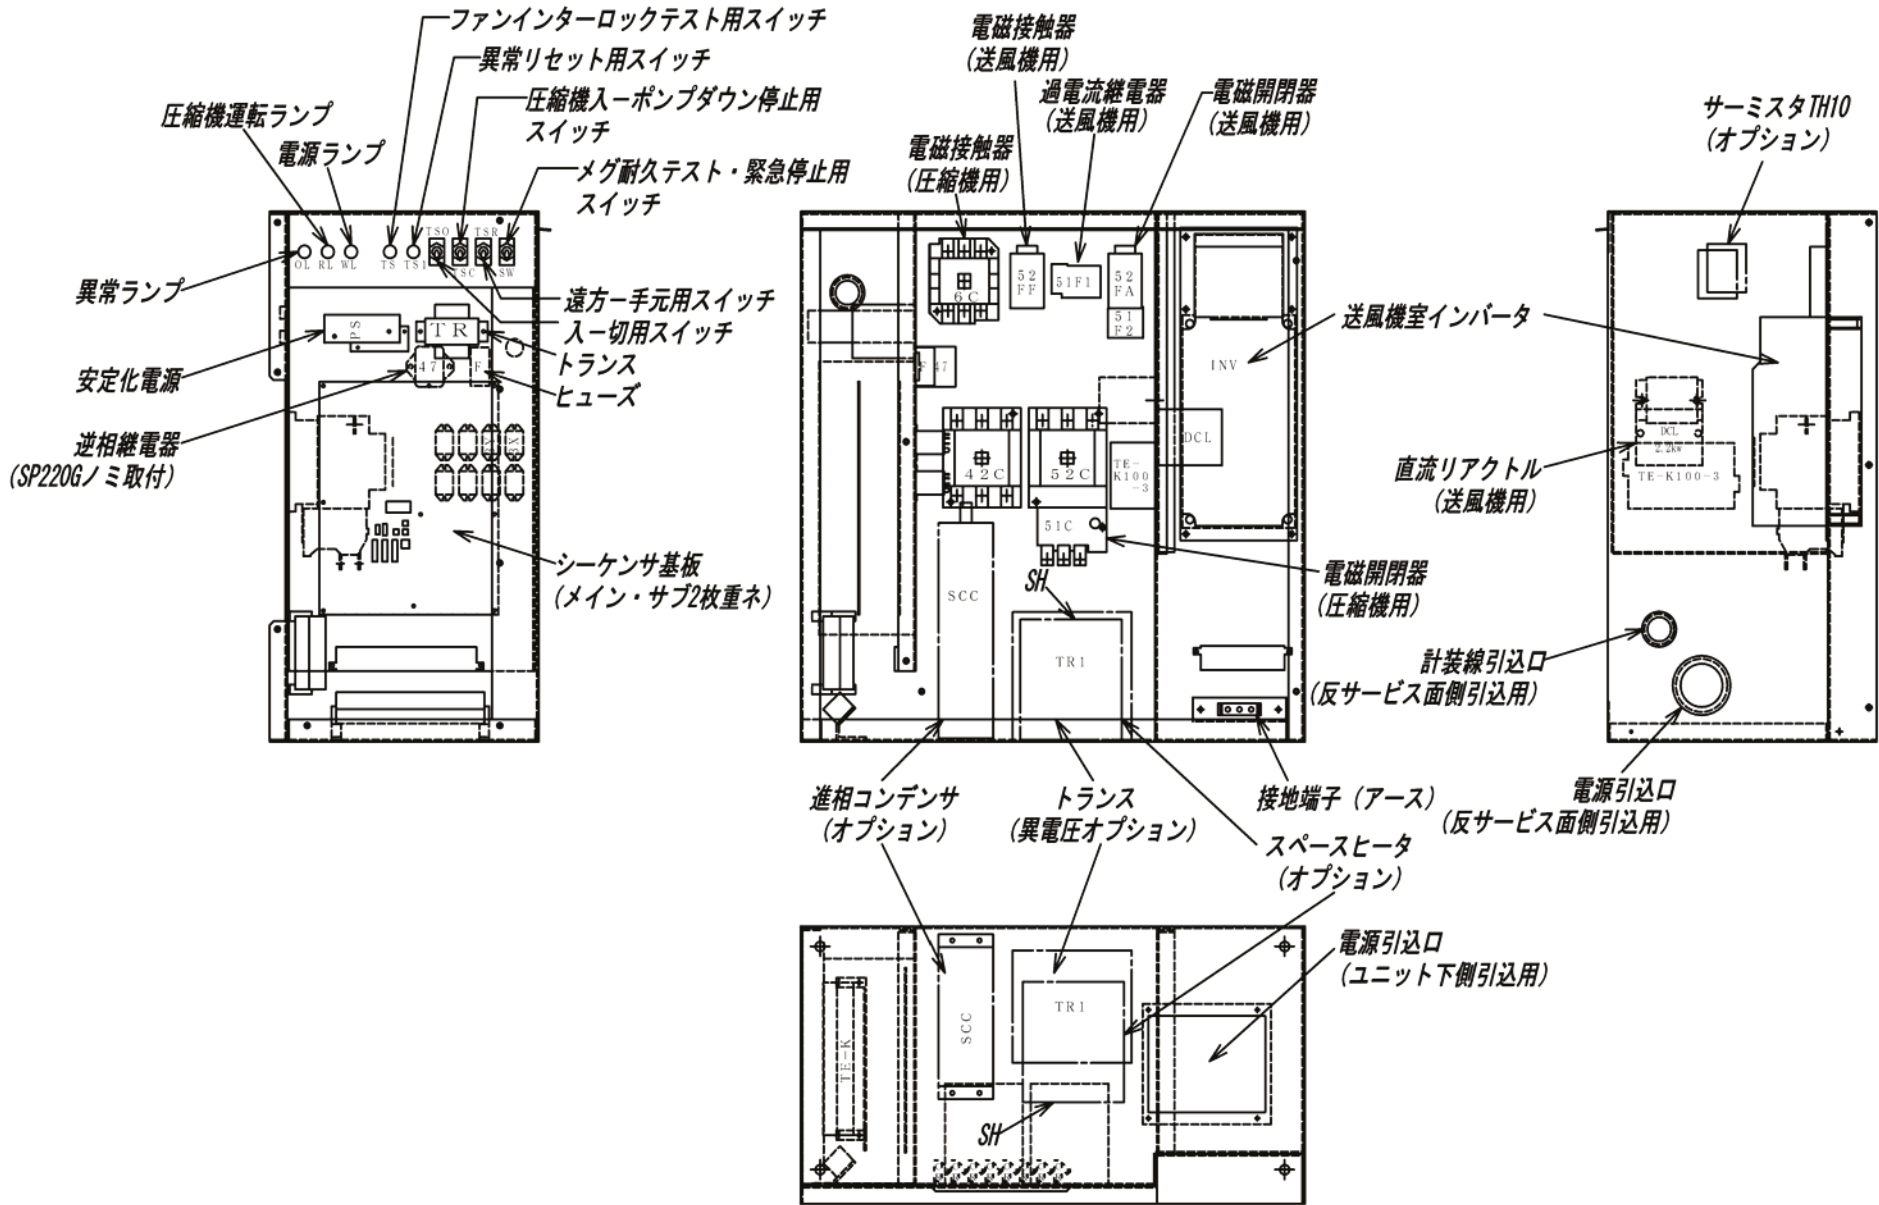 ファンインターロックテスト用スイッチ
異常リセット用スイッチ
圧縮機入ーポンプダウン停止用
スイッチ
圧縮機運転ランプ
電源ランプ
メグ耐久テスト・緊急停止用
スイッチ
TSO
TSR
OL
RL
WL
TS
TS1
TSC
SW
異常ランプ
遠方ー手元用スイッチ
入ー切用スイッチ
PS
TR
トランス
安定化電源
47
F
ヒューズ
逆相継電器
(SP220Gノミ取付)
シーケンサ基板
(メイン・サブ2枚重ネ)
電磁接触器
(送風機用)
過電流継電器
(送風機用)
電磁開閉器
(送風機用)
電磁接触器
(圧縮機用)
6C
52
FF
51F1
52
FA
51
F2
F
47
INV
送風機室インバータ
42C
52C
DCL
TE-
K100
-3
51C
SH
SCC
TR1
電磁開閉器
(圧縮機用)
進相コンデンサ
(オプション)
トランス
(異電圧オプション)
接地端子(アース)
スペースヒータ
(オプション)
サーミスタTH10
(オプション)
DCL
2.2kw
TE-K100-3
直流リアクトル
(送風機用)
計装線引込口
(反サービス面側引込用)
電源引込口
(反サービス面側引込用)
TE-K
SCC
TR1
SH
電源引込口
(ユニット下側引込用)